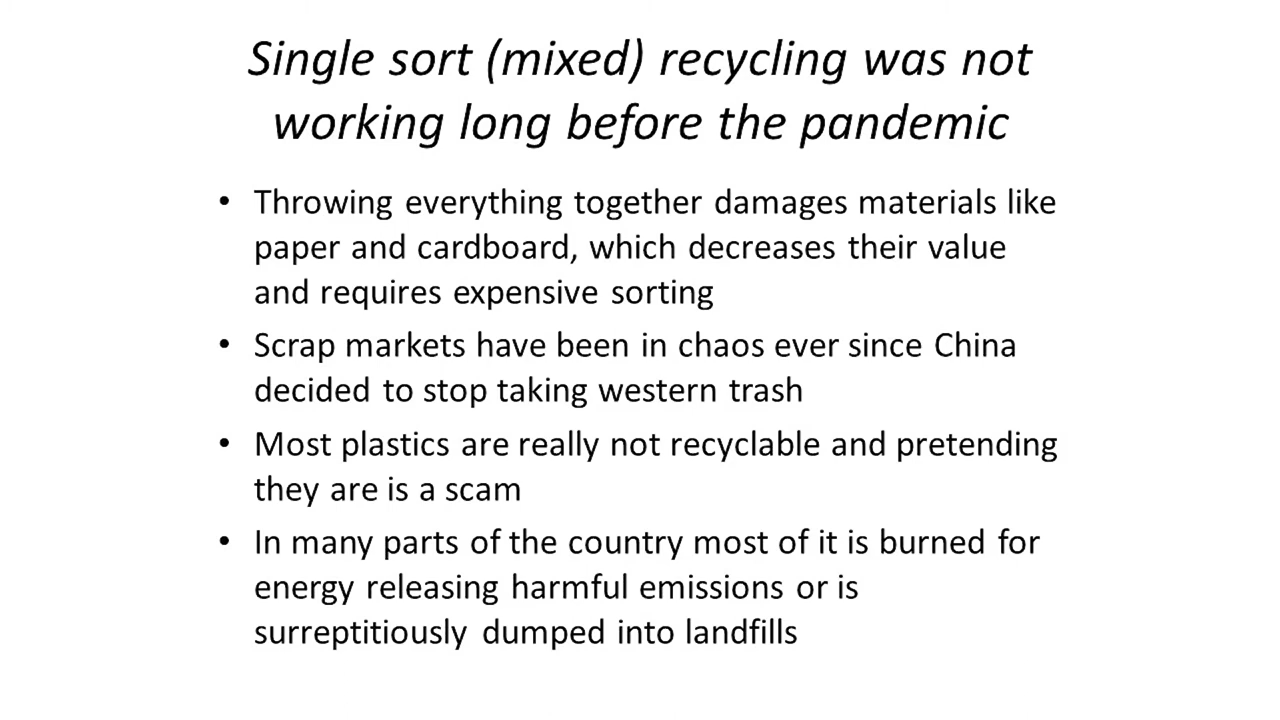 Single sort (mixed) recycling was not
working long before the pandemic
• Throwing everything together damages materials like
paper and cardboard, which decreases their value
and requires expensive sorting
• Scrap markets have been in chaos ever since China
decided to stop taking western trash
• Most plastics are really not recyclable and pretending
they are is a scam
• In many parts of the country most of it is burned for
energy releasing harmful emissions or is
surreptitiously dumped into landfills